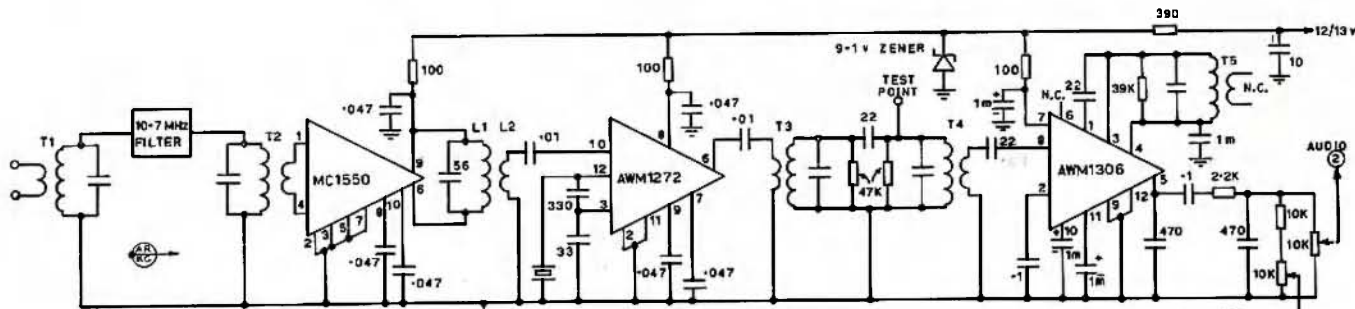 390
12/13v
10
9-1v ZENER
TEST
POINT
100
·047
100
·047
100
1m
N.C.
22
39K
T5
N.C.
1m
T1
10·7 MHz
FILTER
T2
MC1550
1
4
2
3
5
7
8
10
6
9
·047
·047
56
L1
L2
·01
330
33
AWM1272
10
12
3
2
11
9
7
6
8
·047
·047
·01
T3
22
47K
T4
22
AWM1306
7
6
1
3
4
8
2
10
11
9
12
5
·1
1m
1m
·1
2·2K
470
470
10K
10K
10K
AUDIO
2
AR
KG